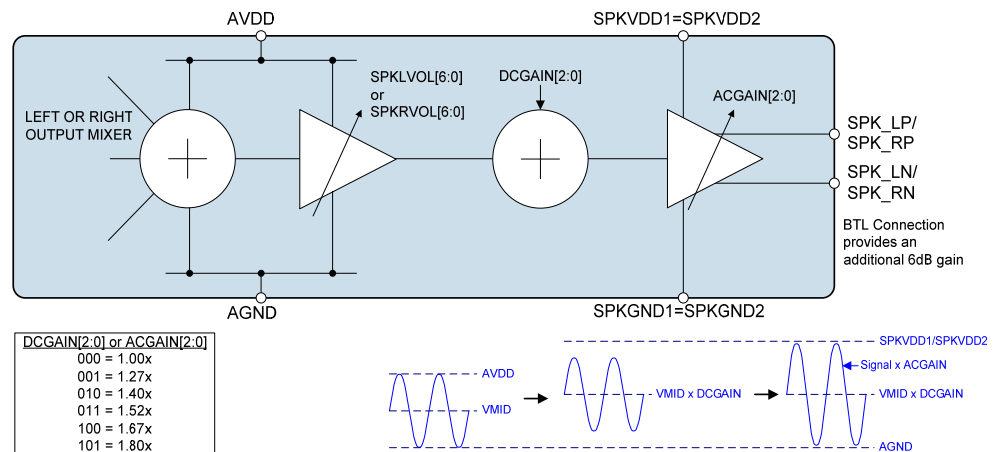 AVDD
SPKVDD1=SPKVDD2
LEFT OR RIGHT
OUTPUT MIXER
SPKLVOL[6:0]
or
SPKRVOL[6:0]
DCGAIN[2:0]
ACGAIN[2:0]
SPK_LP/
SPK_RP
SPK_LN/
SPK_RN
BTL Connection
provides an
additional 6dB gain
AGND
SPKGND1=SPKGND2
DCGAIN[2:0] or ACGAIN[2:0]
000 = 1.00x
001 = 1.27x
010 = 1.40x
011 = 1.52x
100 = 1.67x
101 = 1.80x
AVDD
VMID
VMID x DCGAIN
SPKVDD1/SPKVDD2
Signal x ACGAIN
VMID x DCGAIN
AGND